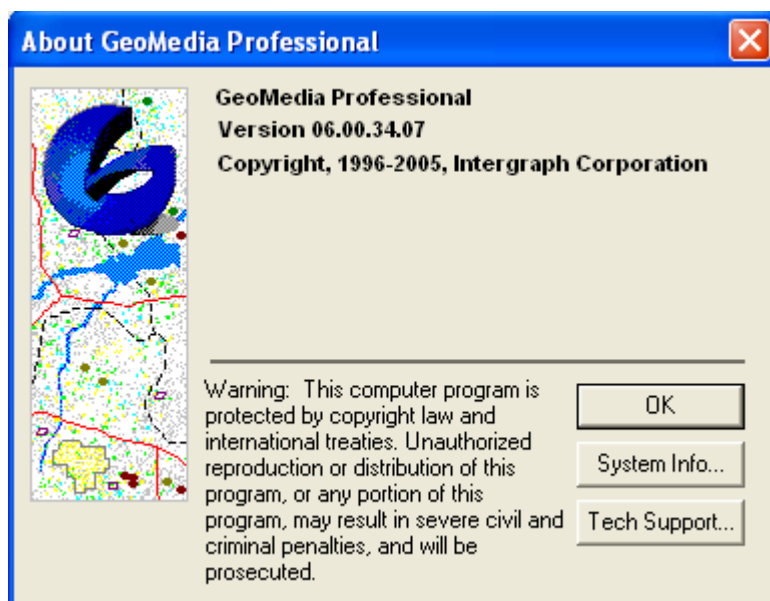 About GeoMedia Professional
GeoMedia Professional
Version 06.00.34.07
Copyright, 1996-2005, Intergraph Corporation
Warning: This computer program is
protected by copyright law and
international treaties. Unauthorized
reproduction or distribution of this
program, or any portion of this
program, may result in severe civil and
criminal penalties, and will be
prosecuted.
OK
System Info...
Tech Support...